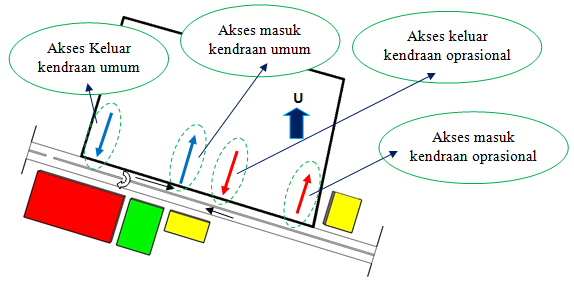 Akses Keluar
kendraan umum
Akses masuk
kendraan umum
Akses keluar
kendraan oprasional
U
Akses masuk
kendraan oprasional